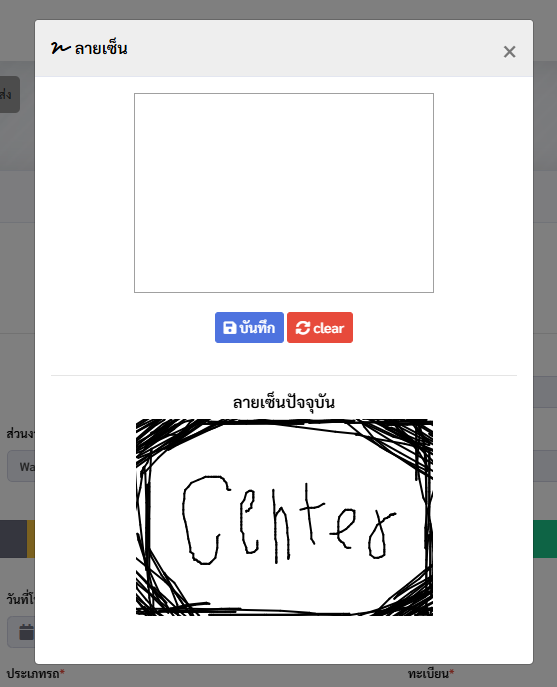 ลายเซ็น ×
ส่ง
บันทึก clear
ลายเซ็นปัจจุบัน
ส่วนง
Wa
Center
วันที่
ประเภทรถ*
ทะเบียน*